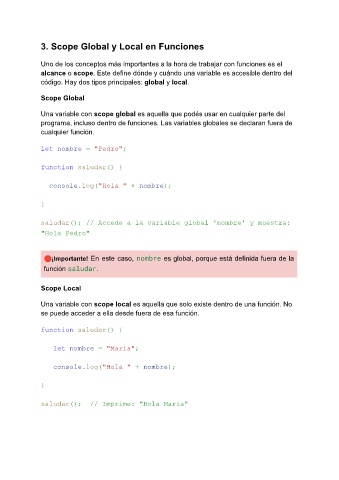 3. Scope Global y Local en Funciones
Uno de los conceptos más importantes a la hora de trabajar con funciones es el
alcance o scope. Este define dónde y cuándo una variable es accesible dentro del
código. Hay dos tipos principales: global y local.
Scope Global
Una variable con scope global es aquella que podés usar en cualquier parte del
programa, incluso dentro de funciones. Las variables globales se declaran fuera de
cualquier función.
let nombre = "Pedro";
function saludar() {
console.log("Hola " + nombre);
}
saludar(); // Accede a la variable global 'nombre' y muestra:
"Hola Pedro"
🔴¡Importante! En este caso, nombre es global, porque está definida fuera de la
función saludar.
Scope Local
Una variable con scope local es aquella que solo existe dentro de una función. No
se puede acceder a ella desde fuera de esa función.
function saludar() {
let nombre = "María";
console.log("Hola " + nombre);
}
saludar(); // Imprime: "Hola María"